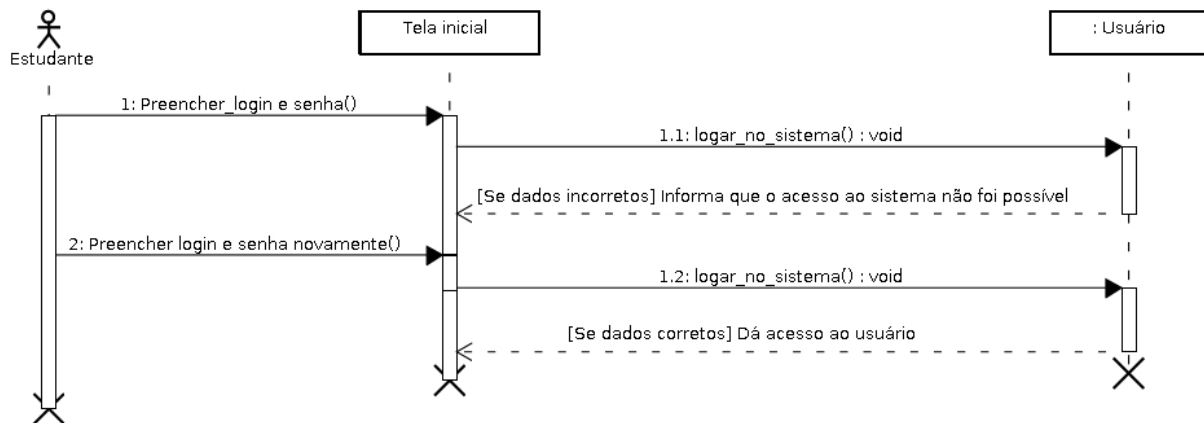 Estudante
Tela inicial
: Usuário
1: Preencher_login e senha()
1.1: logar_no_sistema() : void
[Se dados incorretos] Informa que o acesso ao sistema não foi possível
2: Preencher login e senha novamente()
1.2: logar_no_sistema() : void
[Se dados corretos] Dá acesso ao usuário